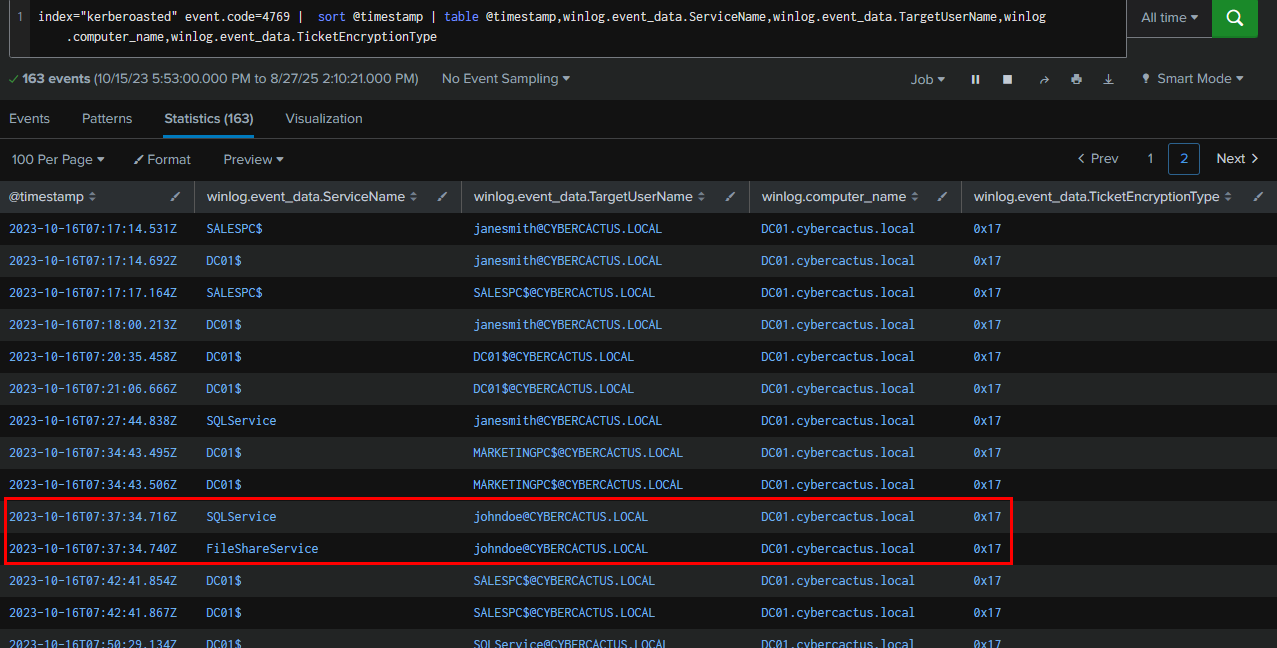 1 index="kerberoasted" event.code=4769 | sort @timestamp | table @timestamp,winlog.event_data.ServiceName,winlog.event_data.TargetUserName,winlog
.computer_name,winlog.event_data.TicketEncryptionType
All time
163 events (10/15/23 5:53:00.000 PM to 8/27/25 2:10:21.000 PM) No Event Sampling Job Smart Mode
Events Patterns Statistics (163) Visualization
100 Per Page Format Preview Prev 1 2 Next
@timestamp winlog.event_data.ServiceName winlog.event_data.TargetUserName winlog.computer_name winlog.event_data.TicketEncryptionType
2023-10-16T07:17:14.531Z SALESPC$ janesmith@CYBERCACTUS.LOCAL DC01.cybercactus.local 0x17
2023-10-16T07:17:14.692Z DC01$ janesmith@CYBERCACTUS.LOCAL DC01.cybercactus.local 0x17
2023-10-16T07:17:17.164Z SALESPC$ SALESPC$@CYBERCACTUS.LOCAL DC01.cybercactus.local 0x17
2023-10-16T07:18:00.213Z DC01$ janesmith@CYBERCACTUS.LOCAL DC01.cybercactus.local 0x17
2023-10-16T07:20:35.458Z DC01$ DC01$@CYBERCACTUS.LOCAL DC01.cybercactus.local 0x17
2023-10-16T07:21:06.666Z DC01$ DC01$@CYBERCACTUS.LOCAL DC01.cybercactus.local 0x17
2023-10-16T07:27:44.838Z SQLService janesmith@CYBERCACTUS.LOCAL DC01.cybercactus.local 0x17
2023-10-16T07:34:43.495Z DC01$ MARKETINGPC$@CYBERCACTUS.LOCAL DC01.cybercactus.local 0x17
2023-10-16T07:34:43.506Z DC01$ MARKETINGPC$@CYBERCACTUS.LOCAL DC01.cybercactus.local 0x17
2023-10-16T07:37:34.716Z SQLService johndoe@CYBERCACTUS.LOCAL DC01.cybercactus.local 0x17
2023-10-16T07:37:34.740Z FileShareService johndoe@CYBERCACTUS.LOCAL DC01.cybercactus.local 0x17
2023-10-16T07:42:41.854Z DC01$ SALESPC$@CYBERCACTUS.LOCAL DC01.cybercactus.local 0x17
2023-10-16T07:42:41.867Z DC01$ SALESPC$@CYBERCACTUS.LOCAL DC01.cybercactus.local 0x17
2023-10-16T07:50:29.134Z DC01$ SQLService@CYBERCACTUS.LOCAL DC01.cybercactus.local 0x17